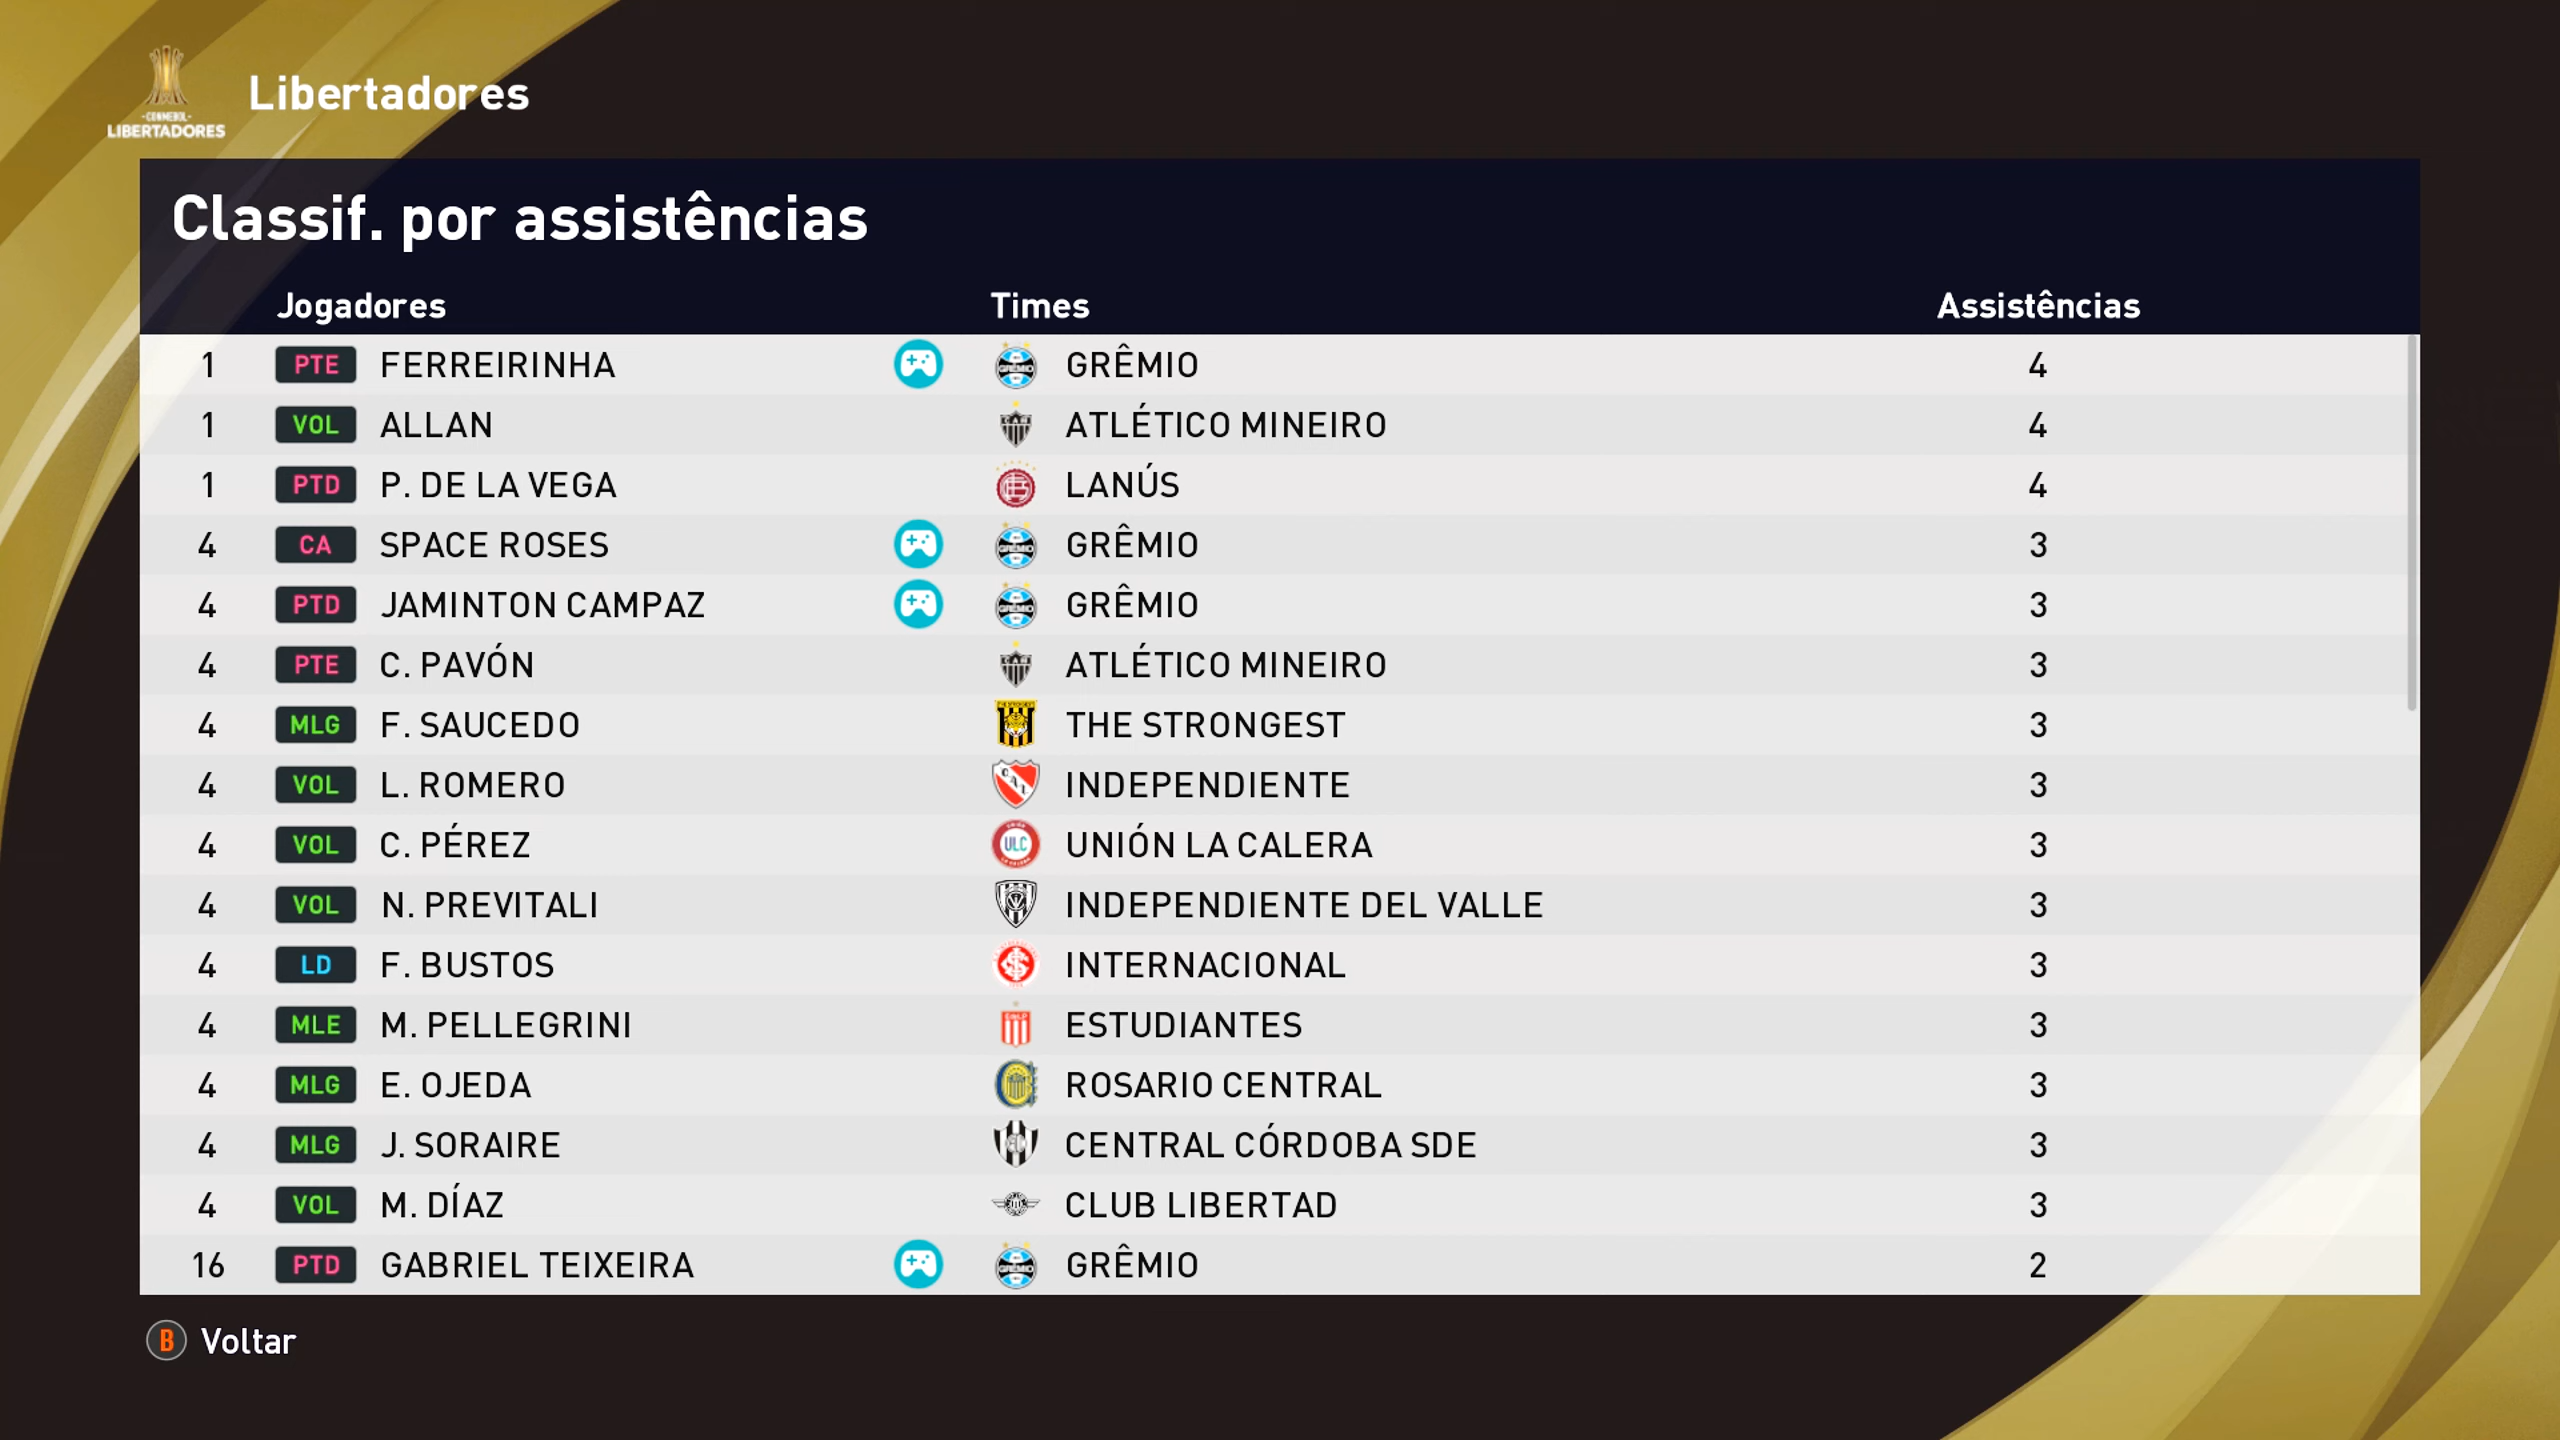 -CONMEBOL-
LIBERTADORES
Libertadores
Classif. por assistências
Jogadores Times Assistências
1 PTE FERREIRINHA GRÊMIO 4
1 VOL ALLAN ATLÉTICO MINEIRO 4
1 PTD P. DE LA VEGA LANÚS 4
4 CA SPACE ROSES GRÊMIO 3
4 PTD JAMINTON CAMPAZ GRÊMIO 3
4 PTE C. PAVÓN ATLÉTICO MINEIRO 3
4 MLG F. SAUCEDO THE STRONGEST 3
4 VOL L. ROMERO INDEPENDIENTE 3
4 VOL C. PÉREZ UNIÓN LA CALERA 3
4 VOL N. PREVITALI INDEPENDIENTE DEL VALLE 3
4 LD F. BUSTOS INTERNACIONAL 3
4 MLE M. PELLEGRINI ESTUDIANTES 3
4 MLG E. OJEDA ROSARIO CENTRAL 3
4 MLG J. SORAIRE CENTRAL CÓRDOBA SDE 3
4 VOL M. DÍAZ CLUB LIBERTAD 3
16 PTD GABRIEL TEIXEIRA GRÊMIO 2
B Voltar